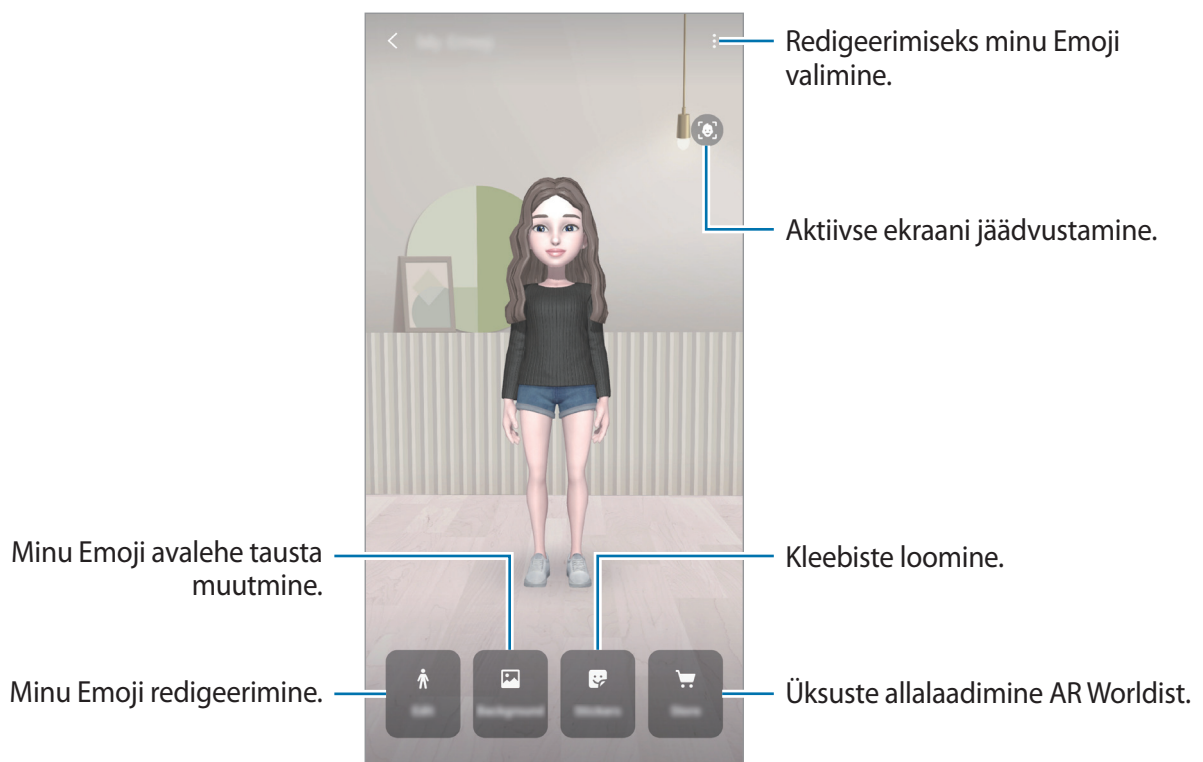 Redigeerimiseks minu Emoji
valimine.
Aktiivse ekraani jäädvustamine.
Minu Emoji avalehe tausta
muutmine.
Kleebiste loomine.
Minu Emoji redigeerimine.
Üksuste allalaadimine AR Worldist.